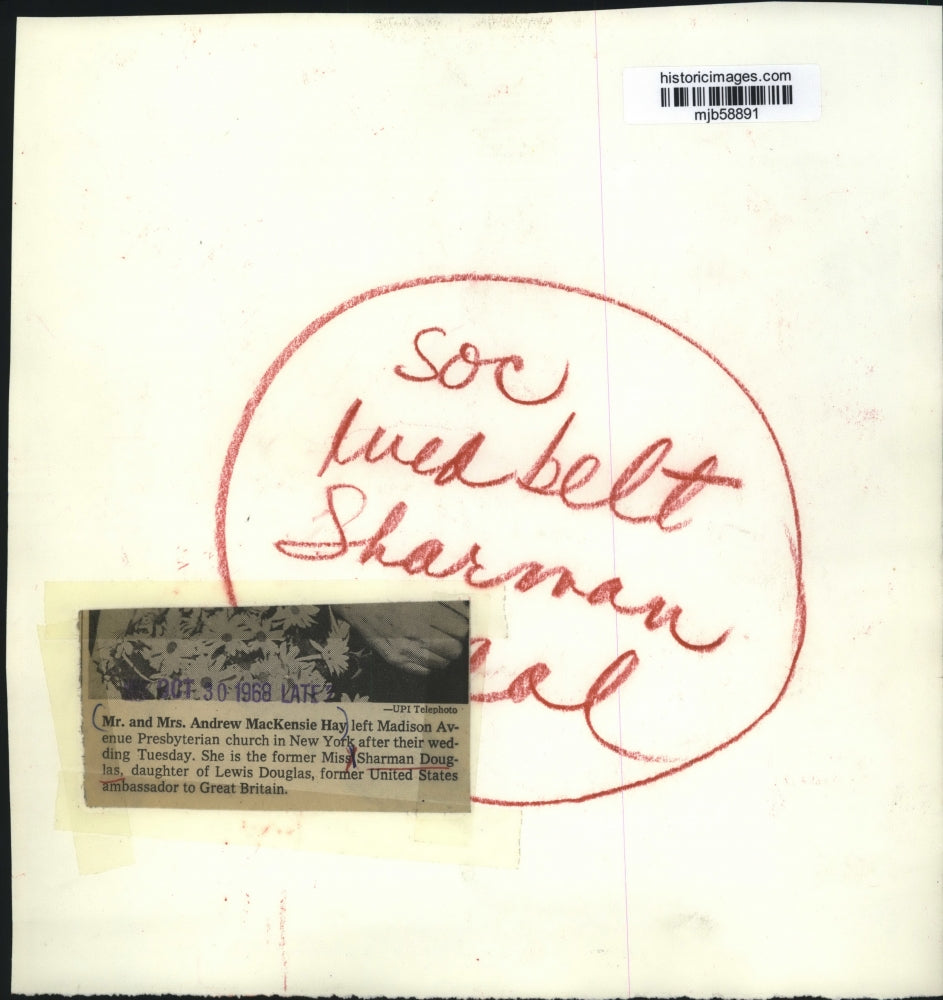 historicimages.com
mjb58891
soc
wed belt
Sharman
OCT 30 1968 LATE
—UPI Telephoto
Mr. and Mrs. Andrew MacKensie Hay left Madison Av-
enue Presbyterian church in New York after their wed-
ding Tuesday. She is the former Miss Sharman Doug-
las, daughter of Lewis Douglas, former United States
ambassador to Great Britain.